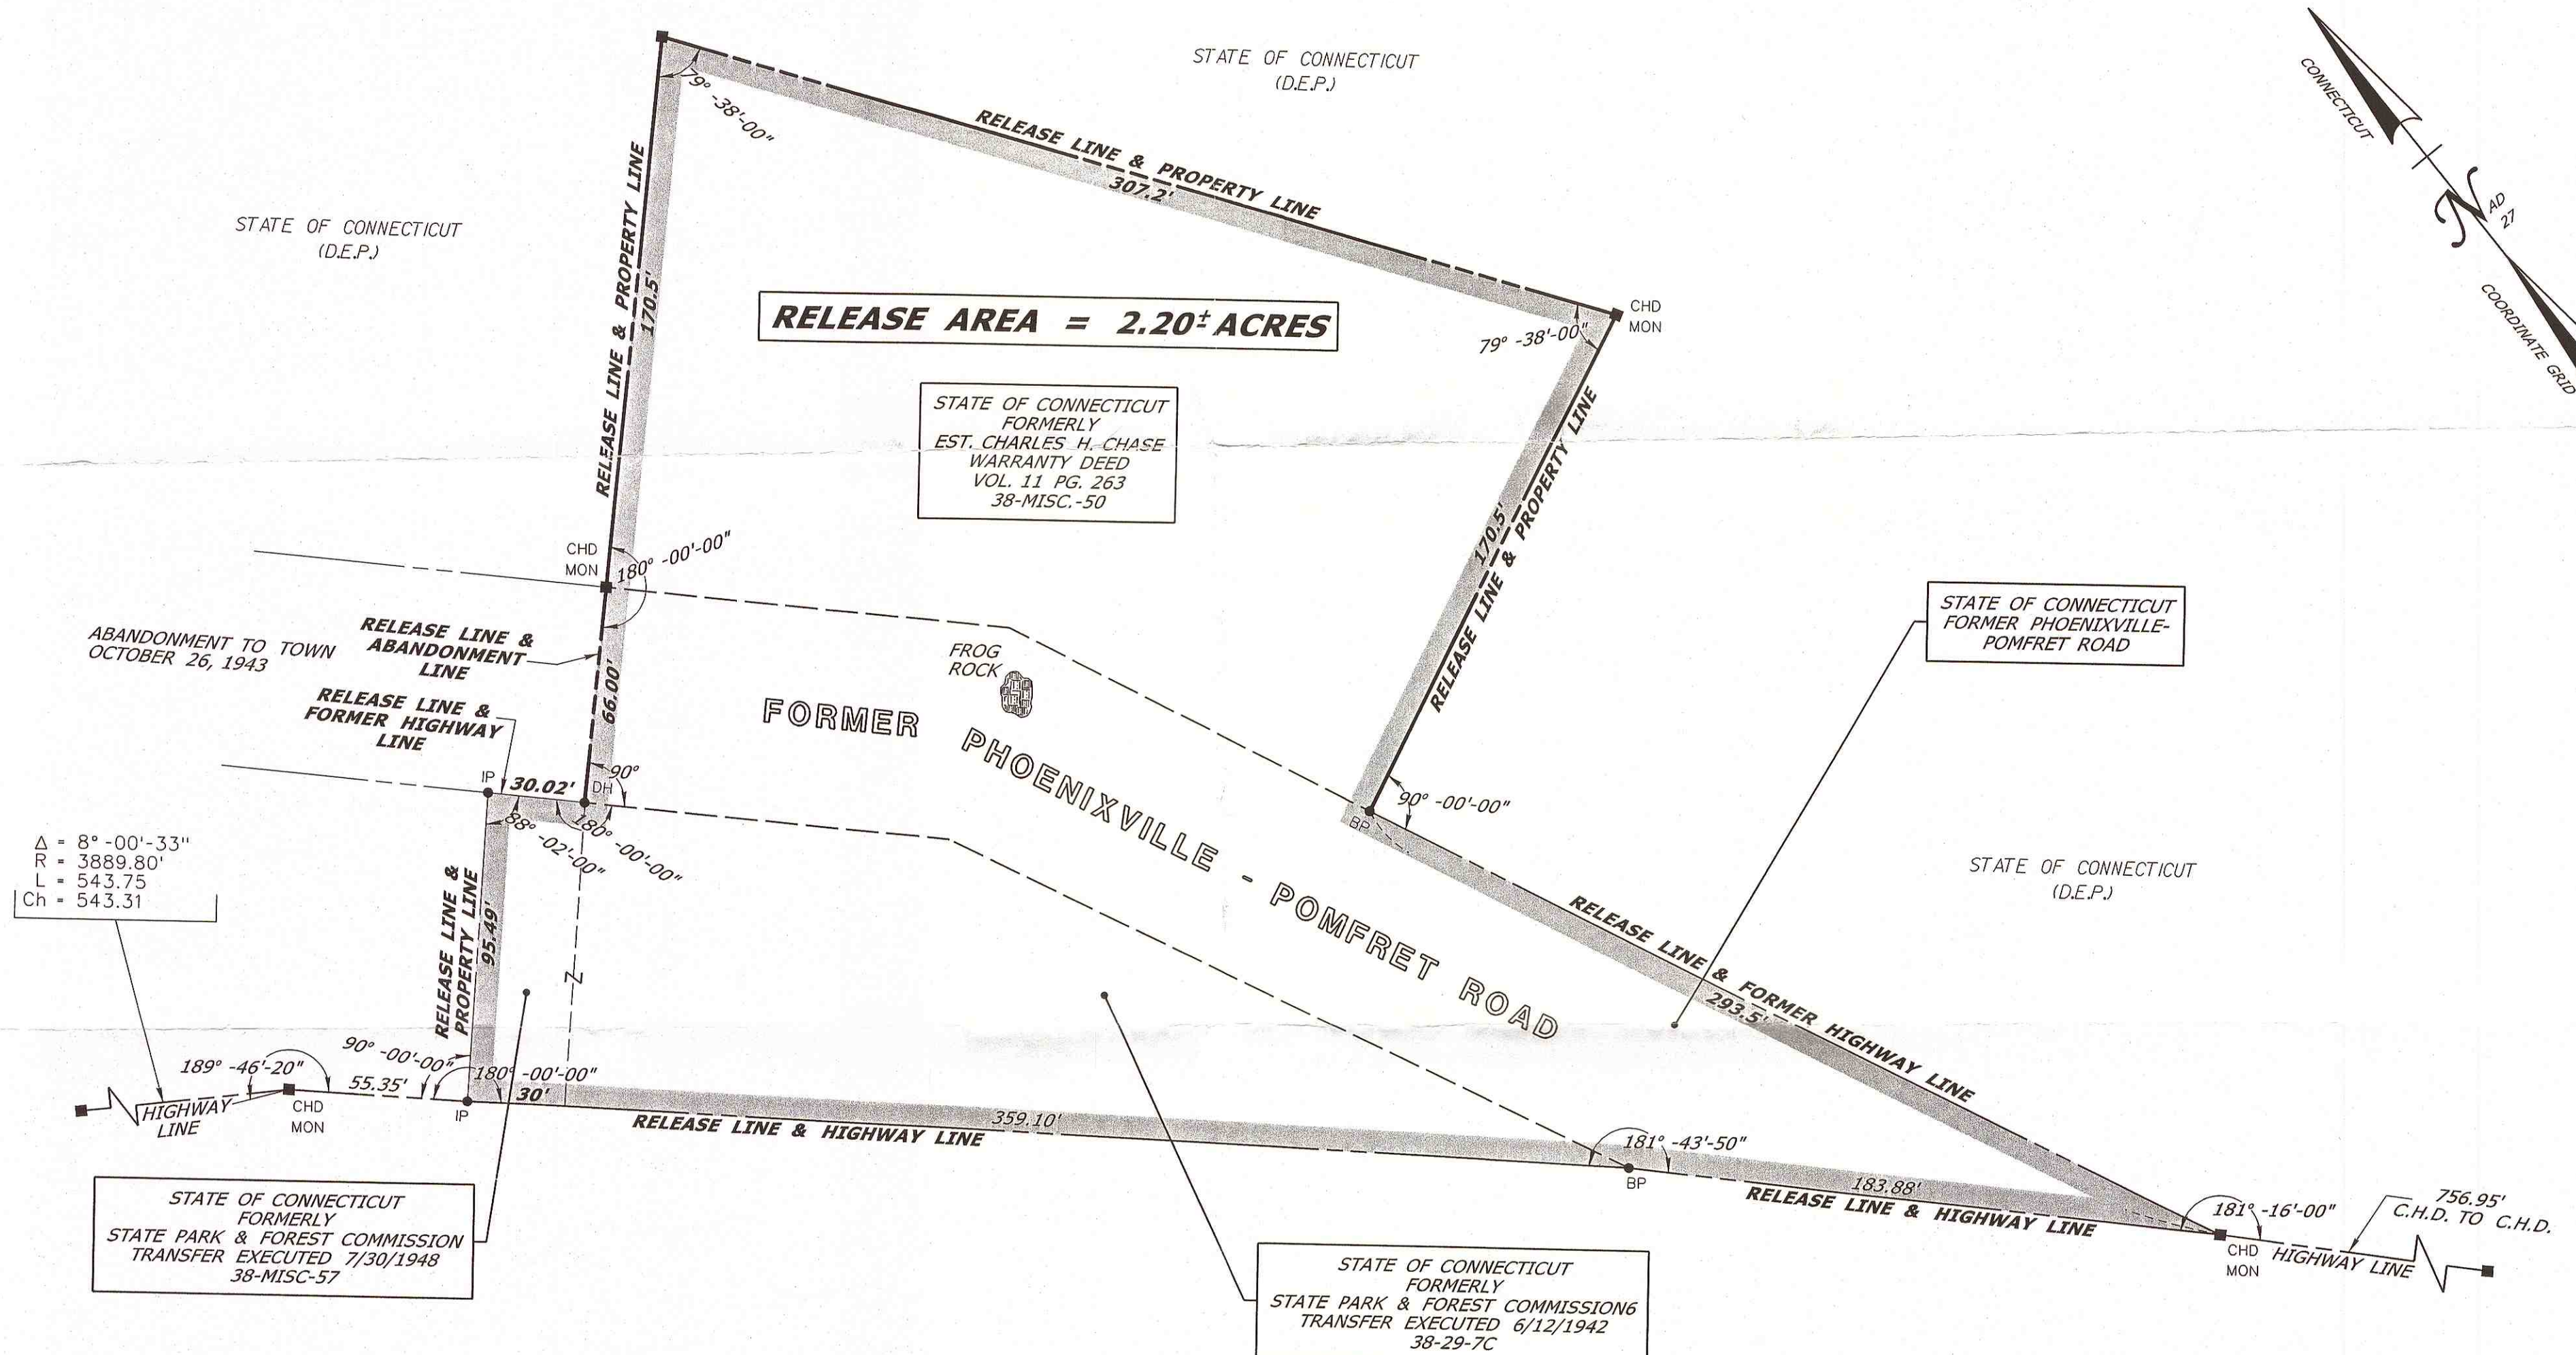 STATE OF CONNECTICUT
(D.E.P.)
CONNECTICUT
N
AD
27
COORDINATE GRID
79° -38'-00"
RELEASE LINE & PROPERTY LINE
307.2'
STATE OF CONNECTICUT
(D.E.P.)
RELEASE LINE & PROPERTY LINE
170.5'
RELEASE AREA = 2.20± ACRES
CHD
MON
79° -38'-00"
STATE OF CONNECTICUT
FORMERLY
EST. CHARLES H. CHASE
WARRANTY DEED
VOL. 11 PG. 263
38-MISC.-50
170.5'
RELEASE LINE & PROPERTY LINE
CHD
MON
180° -00'-00"
STATE OF CONNECTICUT
FORMER PHOENIXVILLE-
POMFRET ROAD
ABANDONMENT TO TOWN
OCTOBER 26, 1943
RELEASE LINE &
ABANDONMENT
LINE
66.00'
FROG
ROCK
RELEASE LINE &
FORMER HIGHWAY
LINE
FORMER PHOENIXVILLE - POMFRET ROAD
IP
30.02'
DH
90°
88° -02'-00"
180° -00'-00"
BP
90° -00'-00"
Δ = 8° -00'-33"
R = 3889.80'
L = 543.75
Ch = 543.31
RELEASE LINE &
PROPERTY LINE
95.49'
STATE OF CONNECTICUT
(D.E.P.)
RELEASE LINE & FORMER HIGHWAY LINE
293.5'
189° -46'-20"
90° -00'-00"
55.35'
180° -00'-00"
30'
HIGHWAY
LINE
CHD
MON
IP
359.10'
RELEASE LINE & HIGHWAY LINE
181° -43'-50"
BP
183.88'
RELEASE LINE & HIGHWAY LINE
181° -16'-00"
756.95'
C.H.D. TO C.H.D.
CHD
MON
HIGHWAY LINE
STATE OF CONNECTICUT
FORMERLY
STATE PARK & FOREST COMMISSION
TRANSFER EXECUTED 7/30/1948
38-MISC-57
STATE OF CONNECTICUT
FORMERLY
STATE PARK & FOREST COMMISSION6
TRANSFER EXECUTED 6/12/1942
38-29-7C